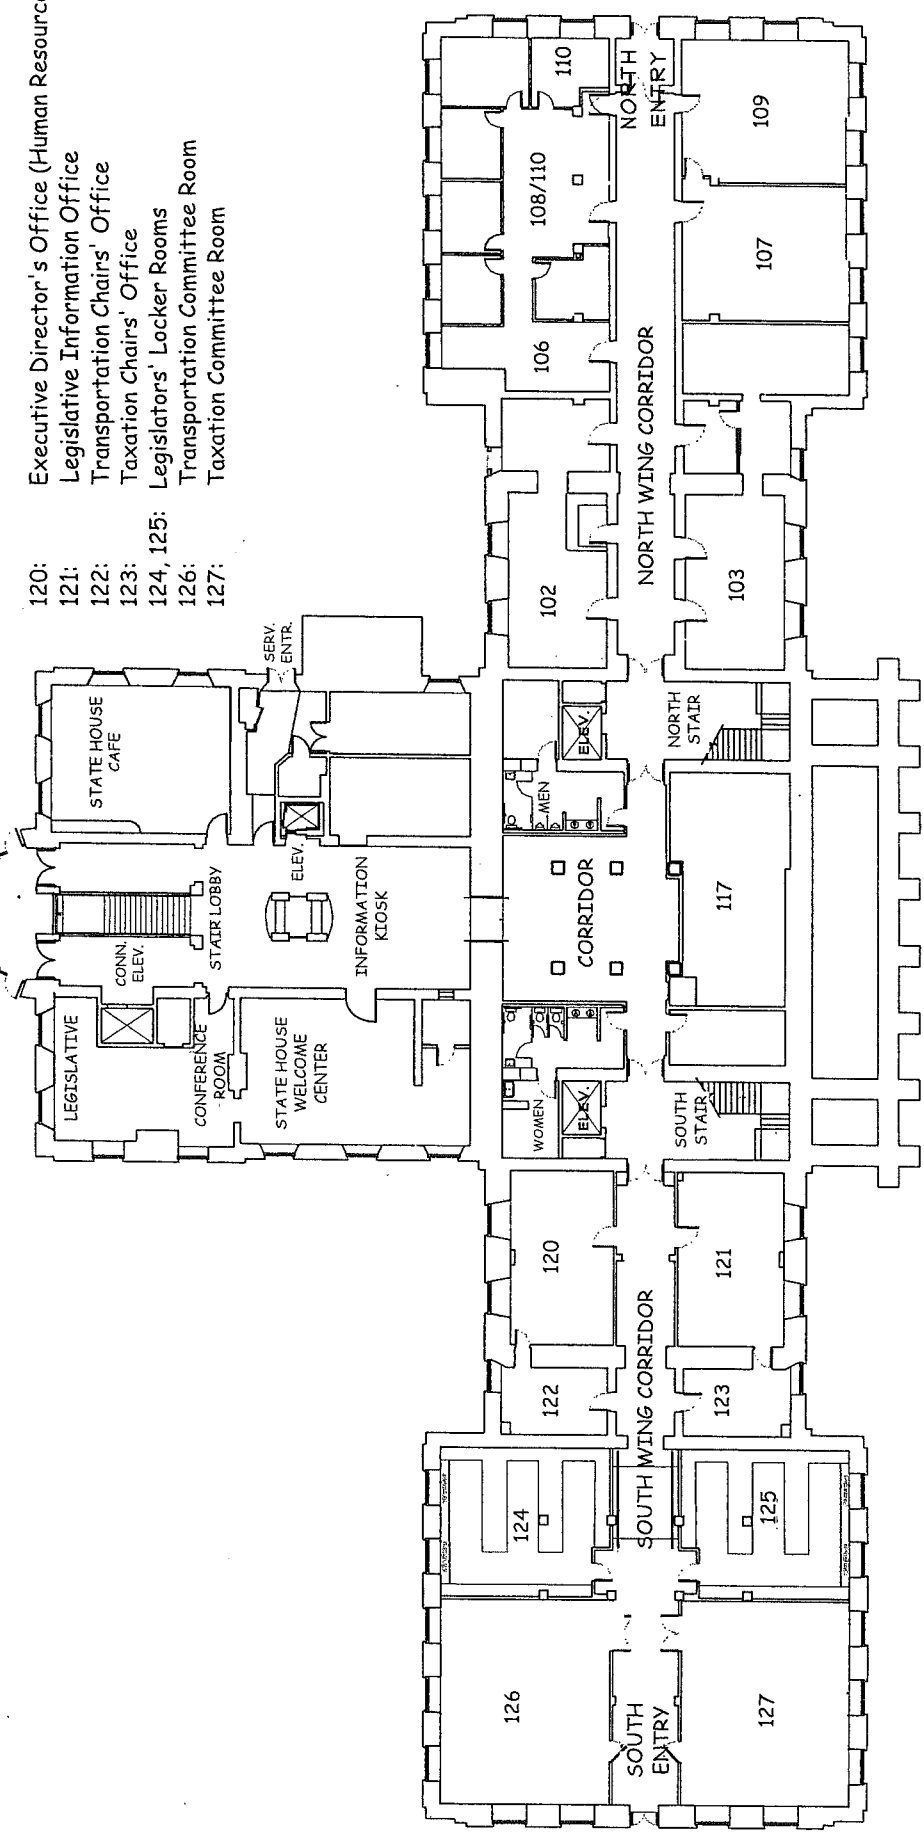 120: Executive Director's Office (Human Resource
121: Legislative Information Office
122: Transportation Chairs' Office
123: Taxation Chairs' Office
124, 125: Legislators' Locker Rooms
126: Transportation Committee Room
127: Taxation Committee Room
LEGISLATIVE
CONFERENCE
ROOM
CONN.
ELEV.
STAIR LOBBY
STATE HOUSE
CAFE
SERV.
ENTR.
STATE HOUSE
WELCOME
CENTER
INFORMATION
KIOSK
ELEV.
126
124
122
120
WOMEN
ELEV.
CORRIDOR
MEN
ELEV.
102
106
108/110
110
SOUTH
ENTRY
SOUTH WING CORRIDOR
NORTH WING CORRIDOR
NORTH
ENTRY
127
125
123
121
SOUTH
STAIR
117
NORTH
STAIR
103
107
109